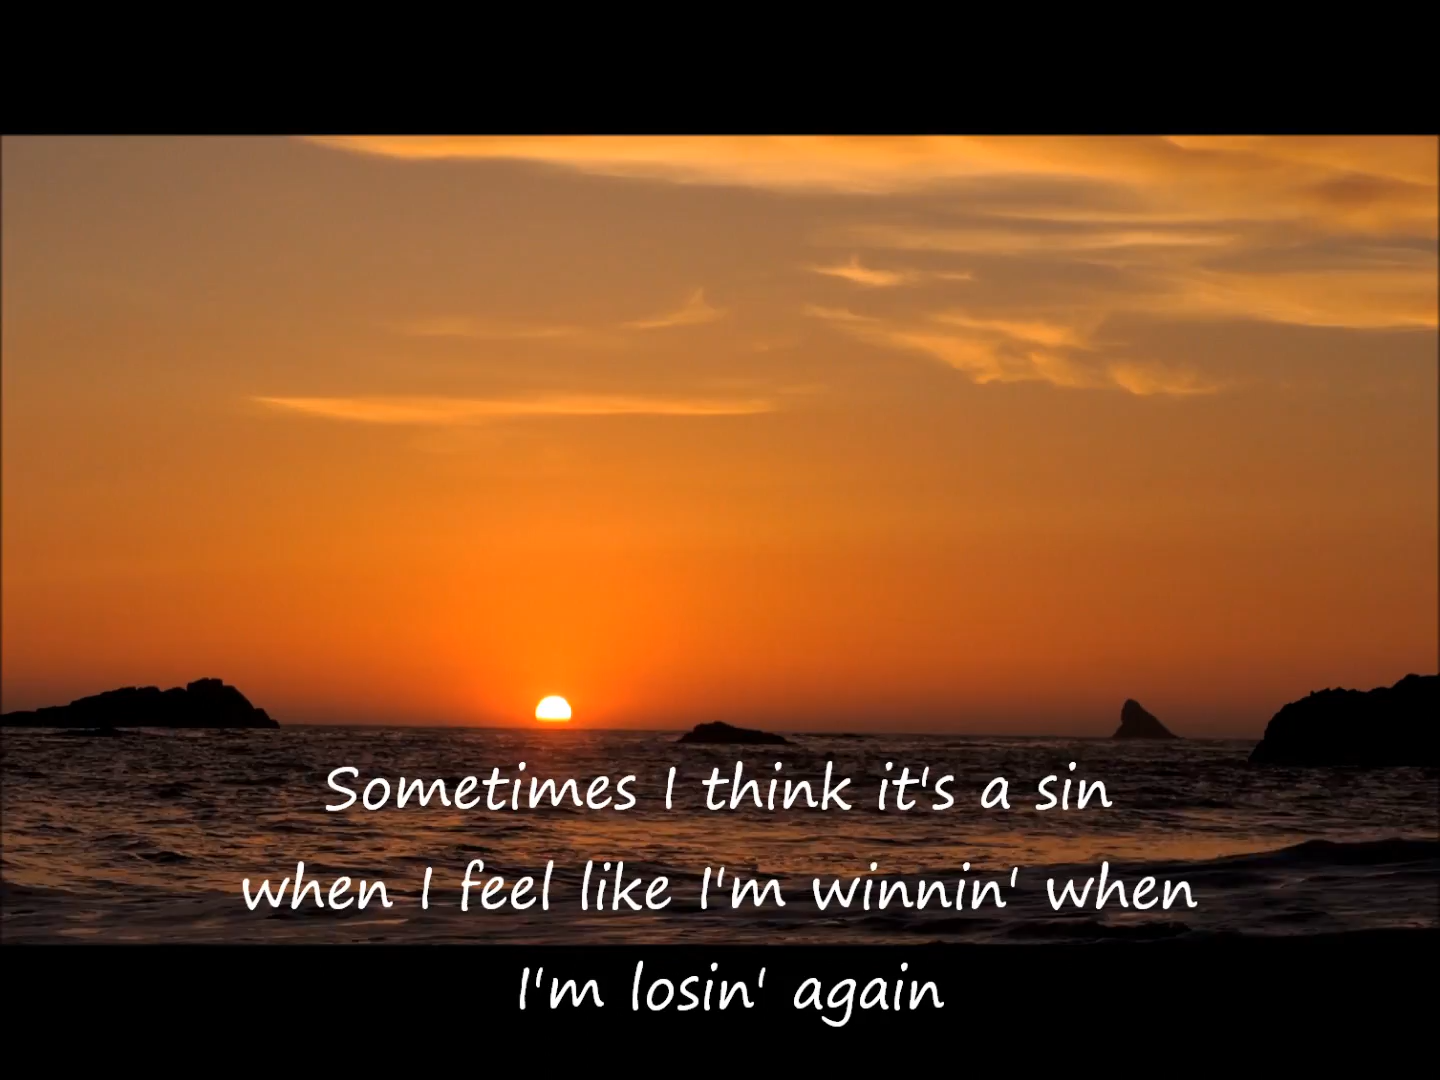 Sometimes I think it's a sin
when I feel like I'm winnin' when
I'm losin' again